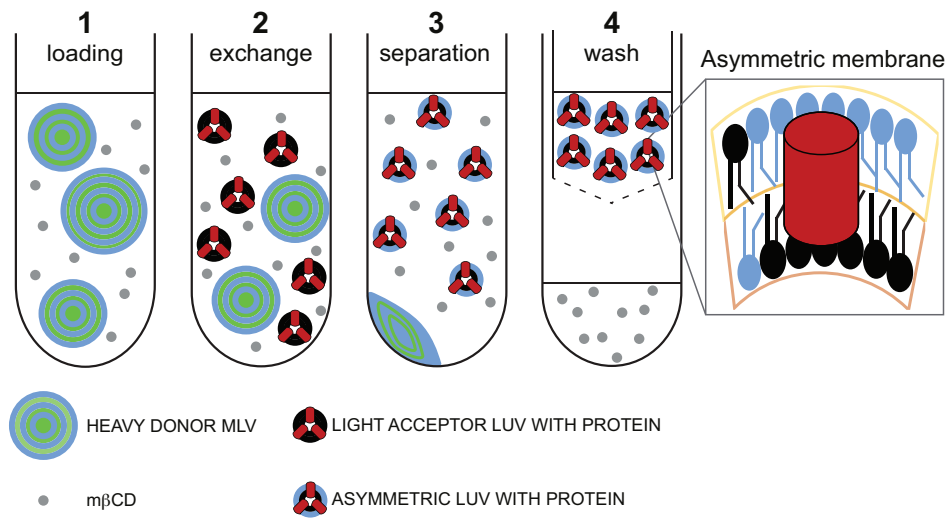 1
loading
2
exchange
3
separation
4
wash
Asymmetric membrane
HEAVY DONOR MLV
LIGHT ACCEPTOR LUV WITH PROTEIN
mβCD
ASYMMETRIC LUV WITH PROTEIN